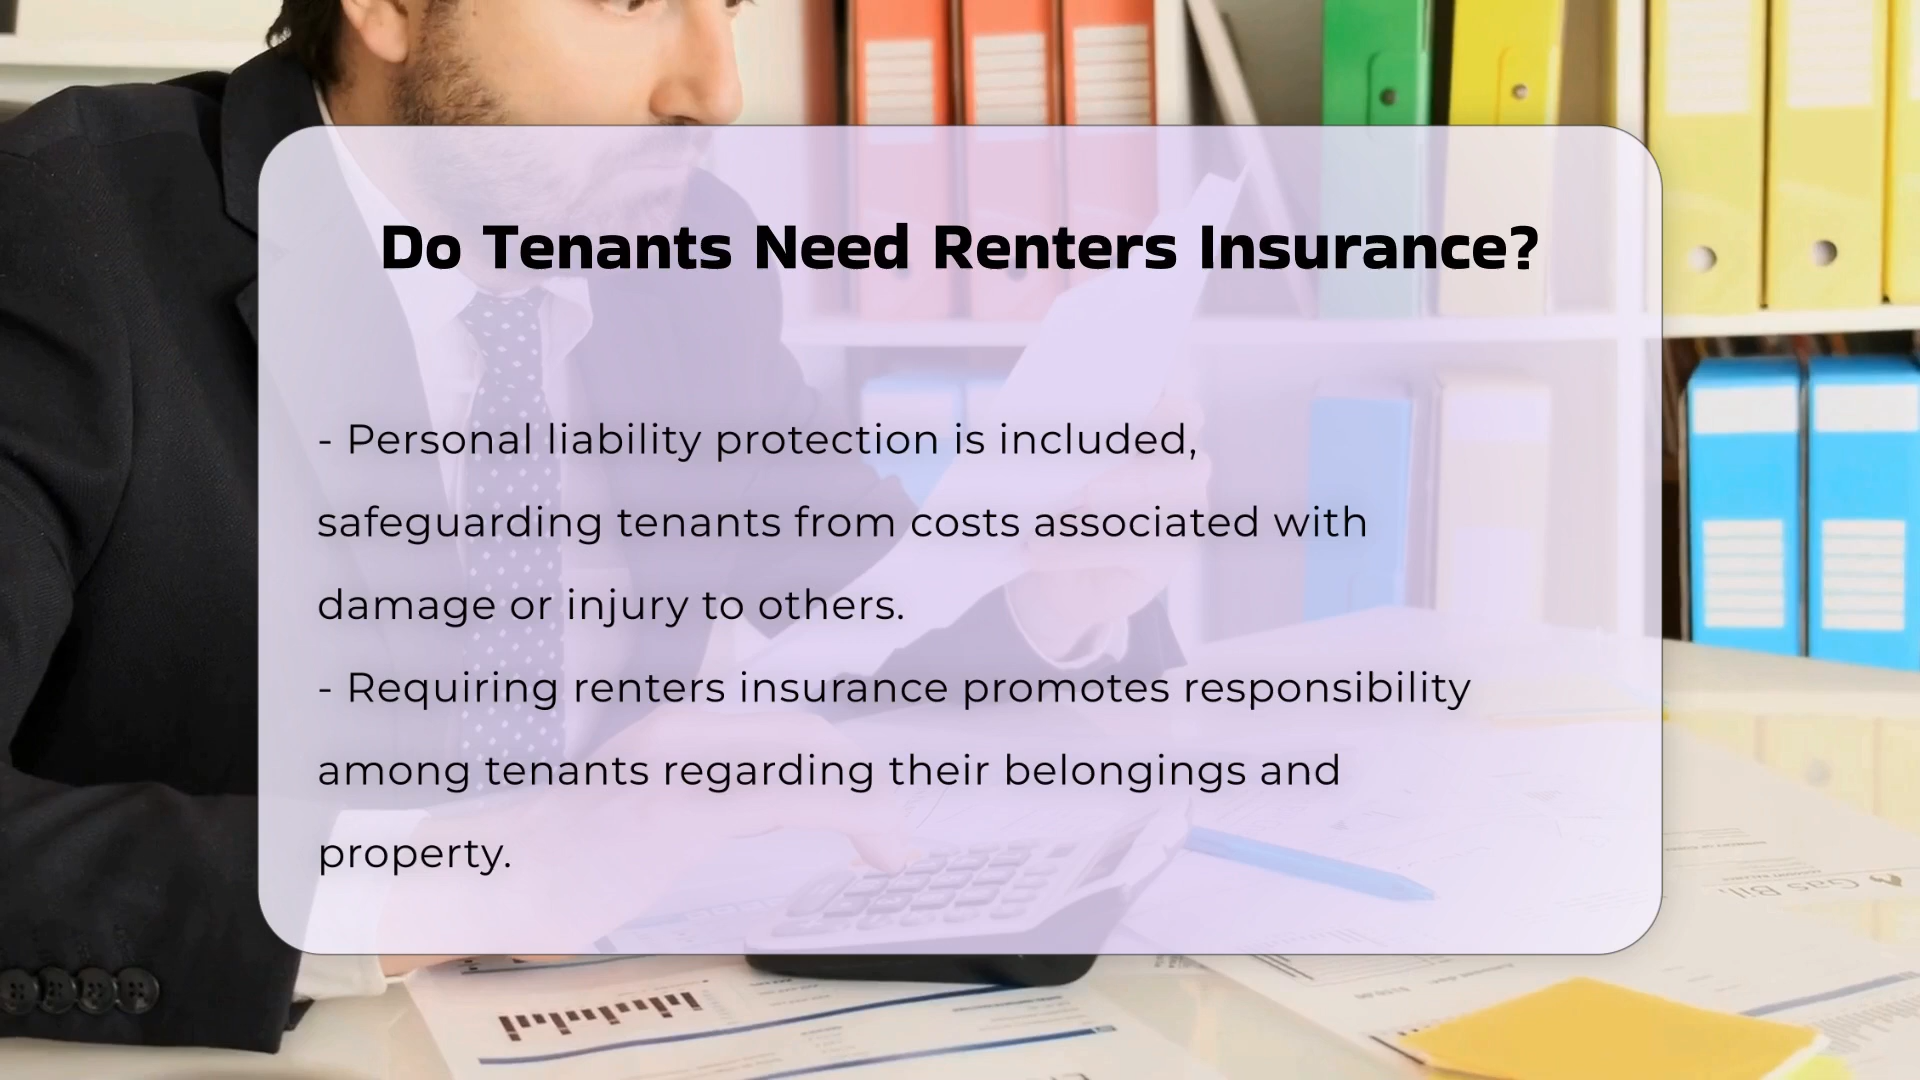 Do Tenants Need Renters Insurance?
- Personal liability protection is included,
safeguarding tenants from costs associated with
damage or injury to others.
- Requiring renters insurance promotes responsibility
among tenants regarding their belongings and
property.
Gas Bill